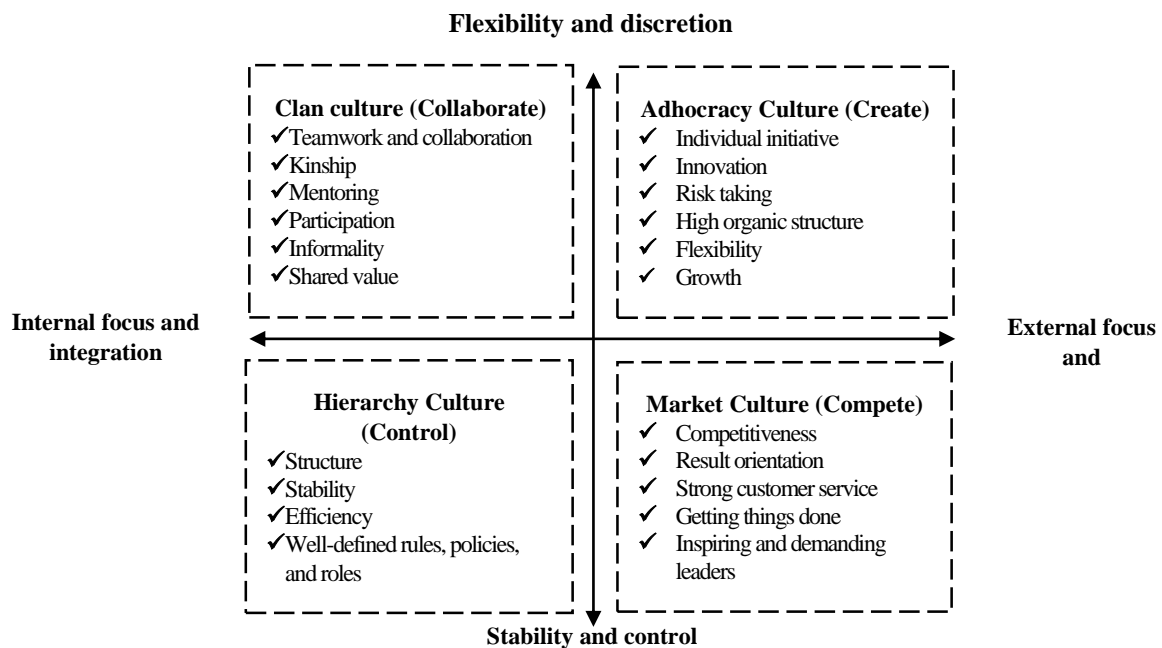 Flexibility and discretion
Clan culture (Collaborate)
✓Teamwork and collaboration
✓Kinship
✓Mentoring
✓Participation
✓Informality
✓Shared value
Adhocracy Culture (Create)
✓ Individual initiative
✓ Innovation
✓ Risk taking
✓ High organic structure
✓ Flexibility
✓ Growth
Internal focus and
integration
External focus
and
Hierarchy Culture
(Control)
✓Structure
✓Stability
✓Efficiency
✓Well-defined rules, policies,
and roles
Market Culture (Compete)
✓ Competitiveness
✓ Result orientation
✓ Strong customer service
✓ Getting things done
✓ Inspiring and demanding
leaders
Stability and control